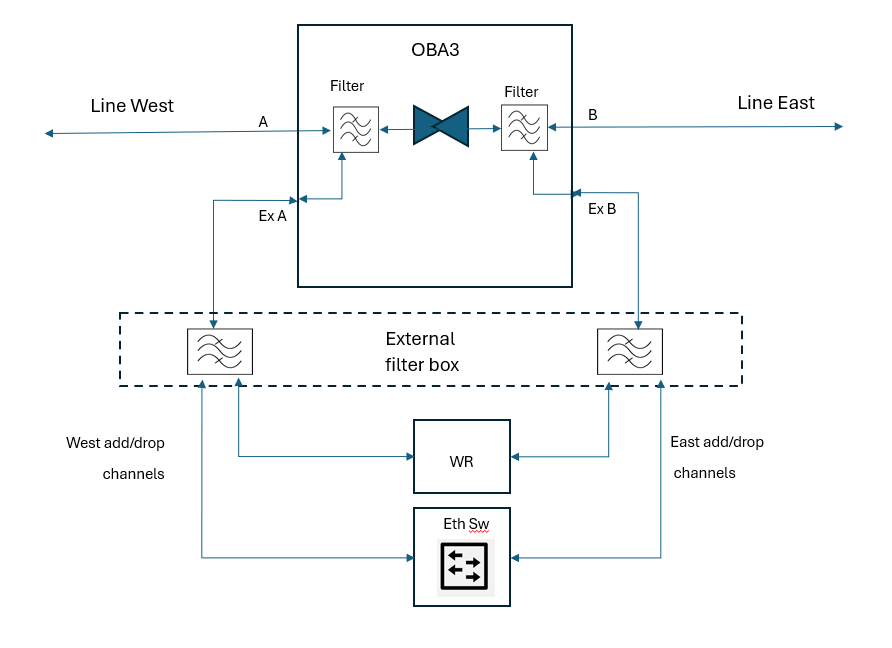 OBA3
Filter
Filter
Line West
Line East
A
B
Ex A
Ex B
External
filter box
West add/drop
channels
East add/drop
channels
WR
Eth Sw